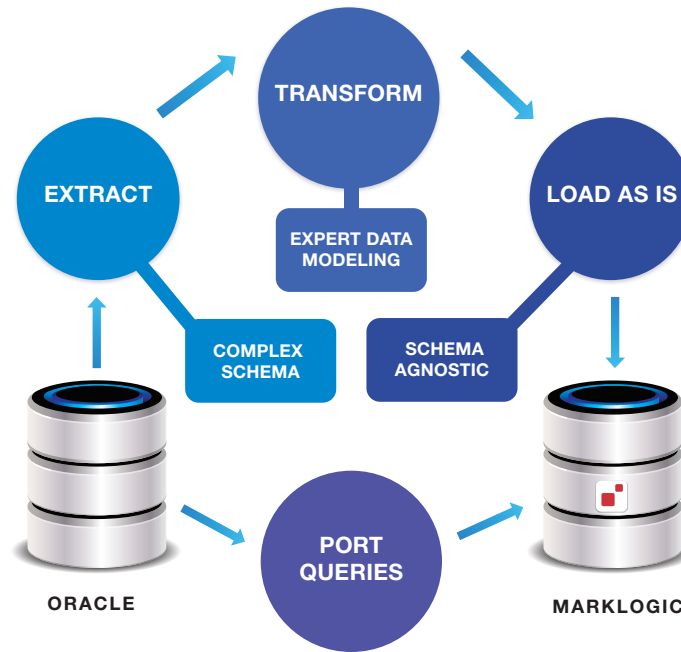 TRANSFORM
EXTRACT
LOAD AS IS
EXPERT DATA
MODELING
COMPLEX
SCHEMA
SCHEMA
AGNOSTIC
PORT
QUERIES
ORACLE
MARKLOGIC